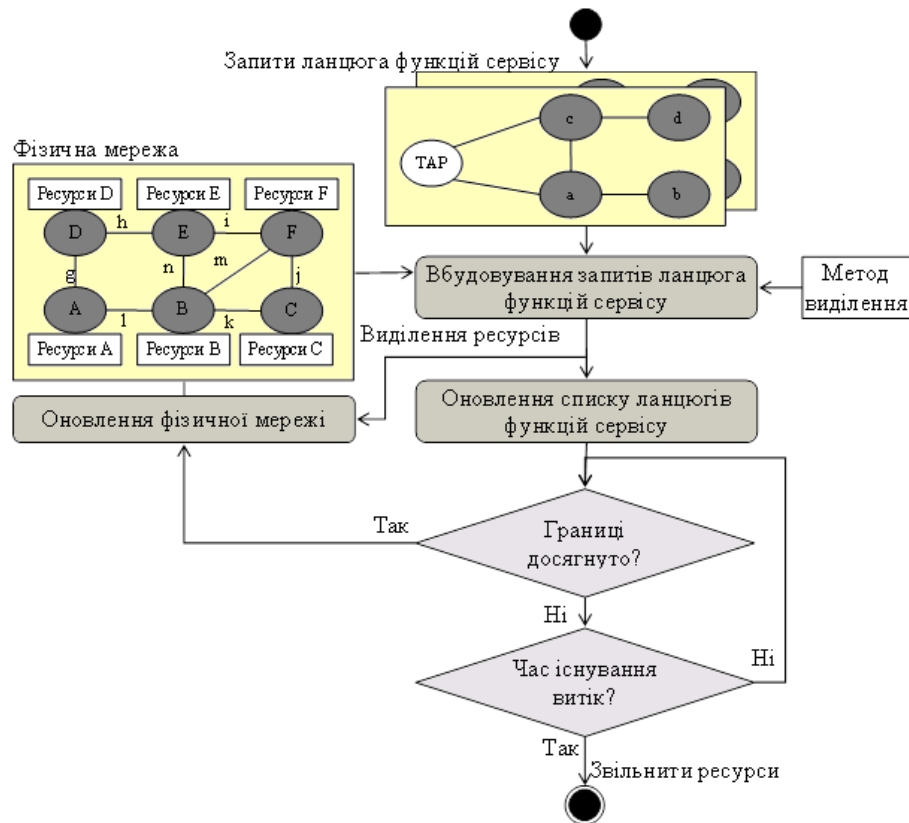 Запити ланцюга функцій сервісу
c
d
TAP
a
b
Фізична мережа
Ресурси D
Ресурси E
Ресурси F
h
i
D
E
F
g
n
m
j
A
B
C
l
k
Ресурси A
Ресурси B
Ресурси C
Вбудовування запитів ланцюга
функцій сервісу
Метод
виділення
Виділення ресурсів
Оновлення фізичної мережі
Оновлення списку ланцюгів
функцій сервісу
Так
Границі
досягнуто?
Ні
Час існування
витік?
Ні
Так
Звільнити ресурси